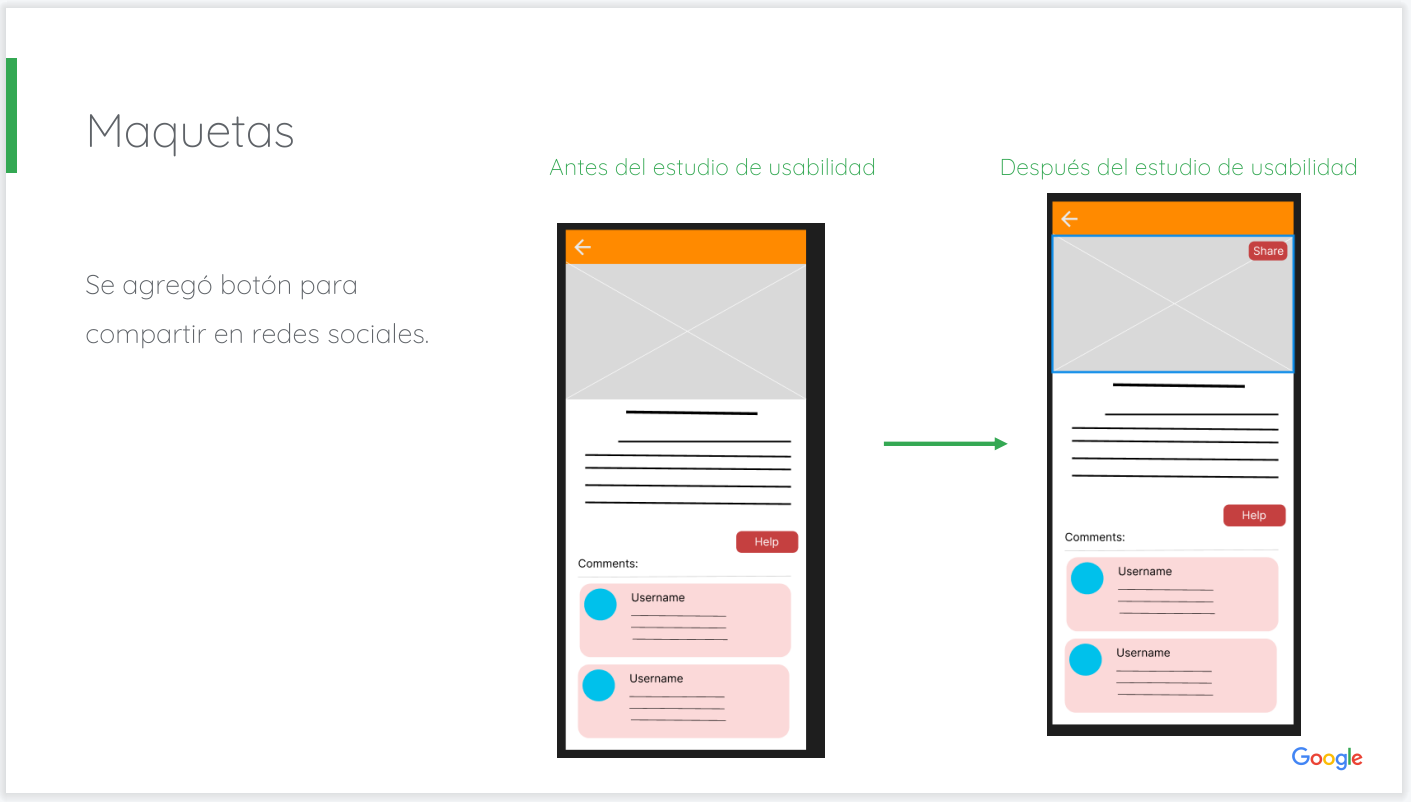 Maquetas
Se agregó botón para
compartir en redes sociales.
Antes del estudio de usabilidad
Help
Comments:
Username
Username
Después del estudio de usabilidad
Share
Help
Comments:
Username
Username
Google